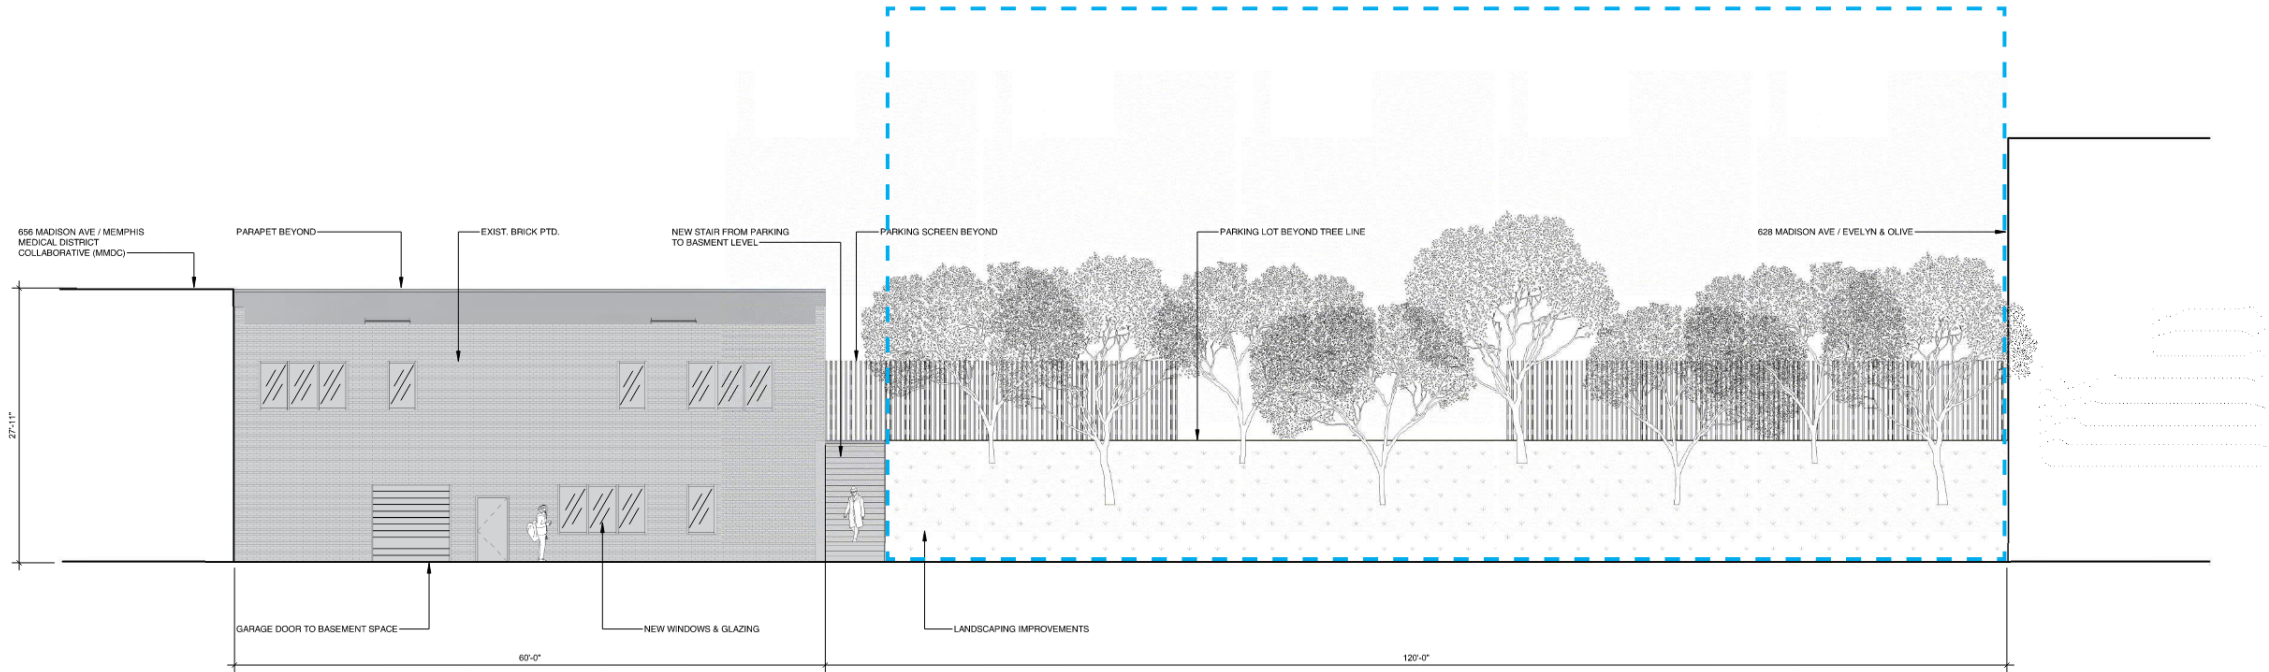 656 MADISON AVE / MEMPHIS
MEDICAL DISTRICT
COLLABORATIVE (MMDC)
PARAPET BEYOND
EXIST. BRICK PTD.
NEW STAIR FROM PARKING
TO BASMENT LEVEL
PARKING SCREEN BEYOND
PARKING LOT BEYOND TREE LINE
628 MADISON AVE / EVELYN & OLIVE
27'-11"
GARAGE DOOR TO BASEMENT SPACE
NEW WINDOWS & GLAZING
LANDSCAPING IMPROVEMENTS
60'-0"
120'-0"